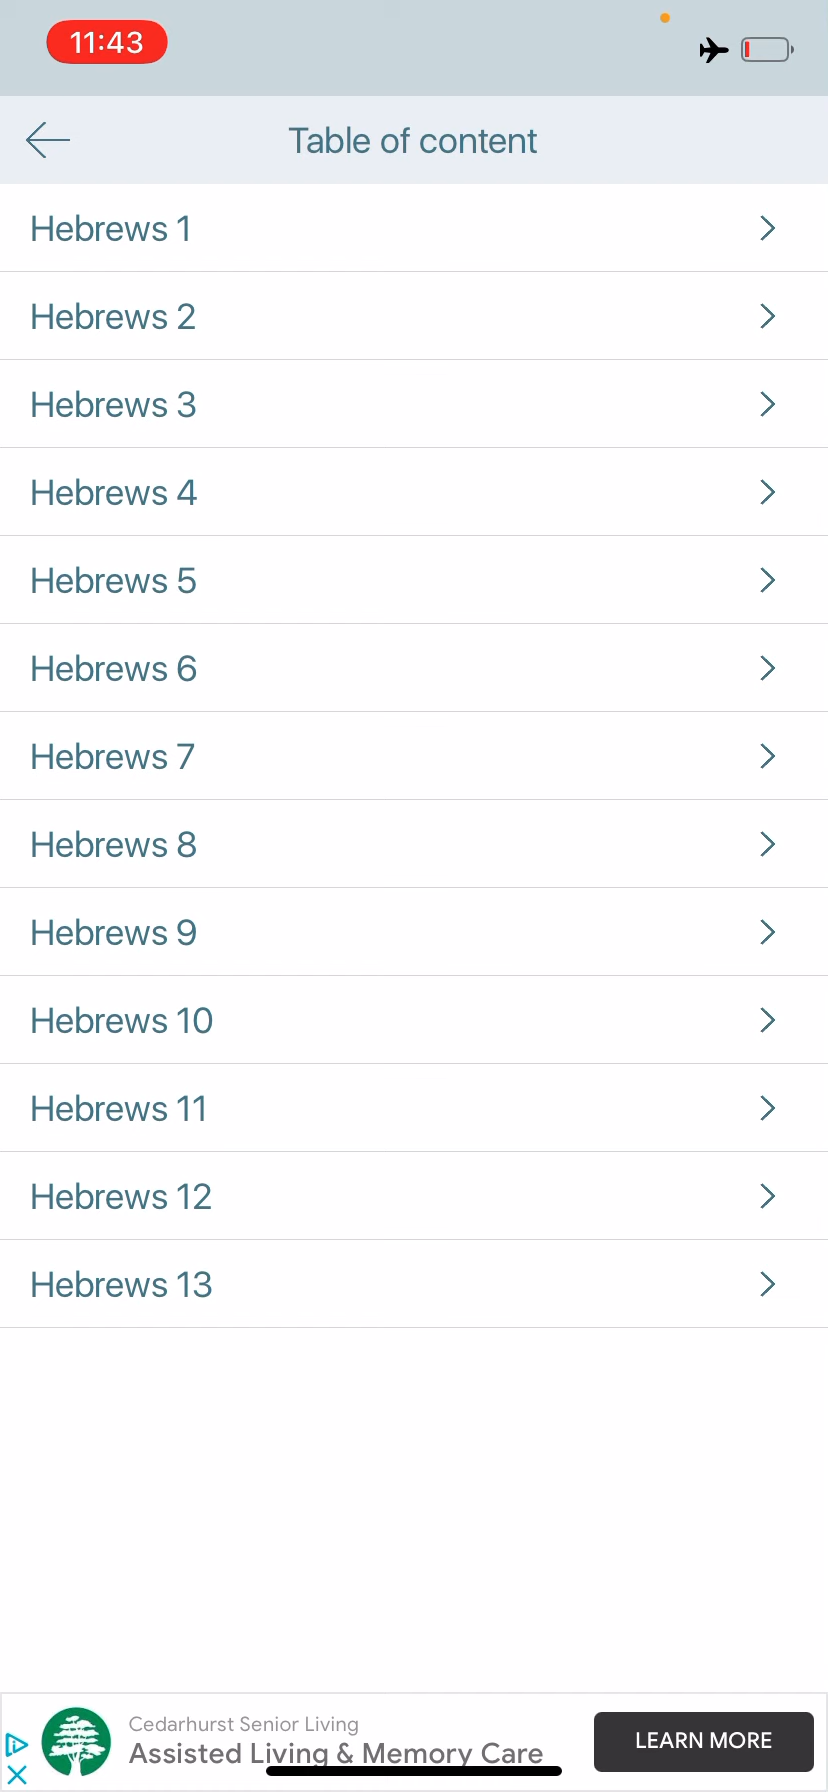 11:43
Table of content
Hebrews 1
Hebrews 2
Hebrews 3
Hebrews 4
Hebrews 5
Hebrews 6
Hebrews 7
Hebrews 8
Hebrews 9
Hebrews 10
Hebrews 11
Hebrews 12
Hebrews 13
Cedarhurst Senior Living
Assisted Living & Memory Care
LEARN MORE